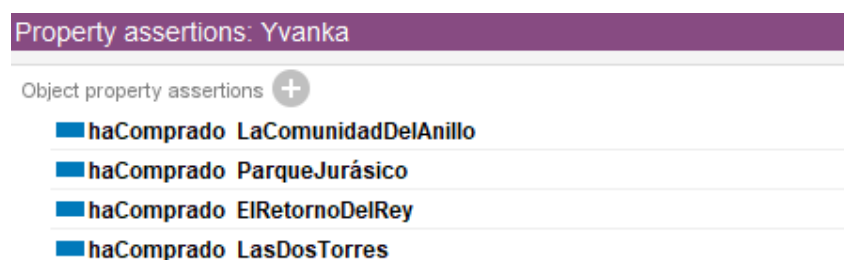 Property assertions: Yvanka
Object property assertions
haComprado LaComunidadDelAnillo
haComprado ParqueJurásico
haComprado ElRetornoDelRey
haComprado LasDosTorres